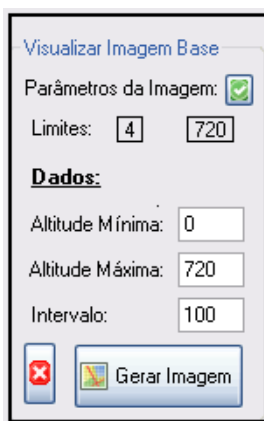 Visualizar Imagem Base
Parâmetros da Imagem:
Limites: 4 720
Dados:
Altitude Mínima: 0
Altitude Máxima: 720
Intervalo: 100
Gerar Imagem